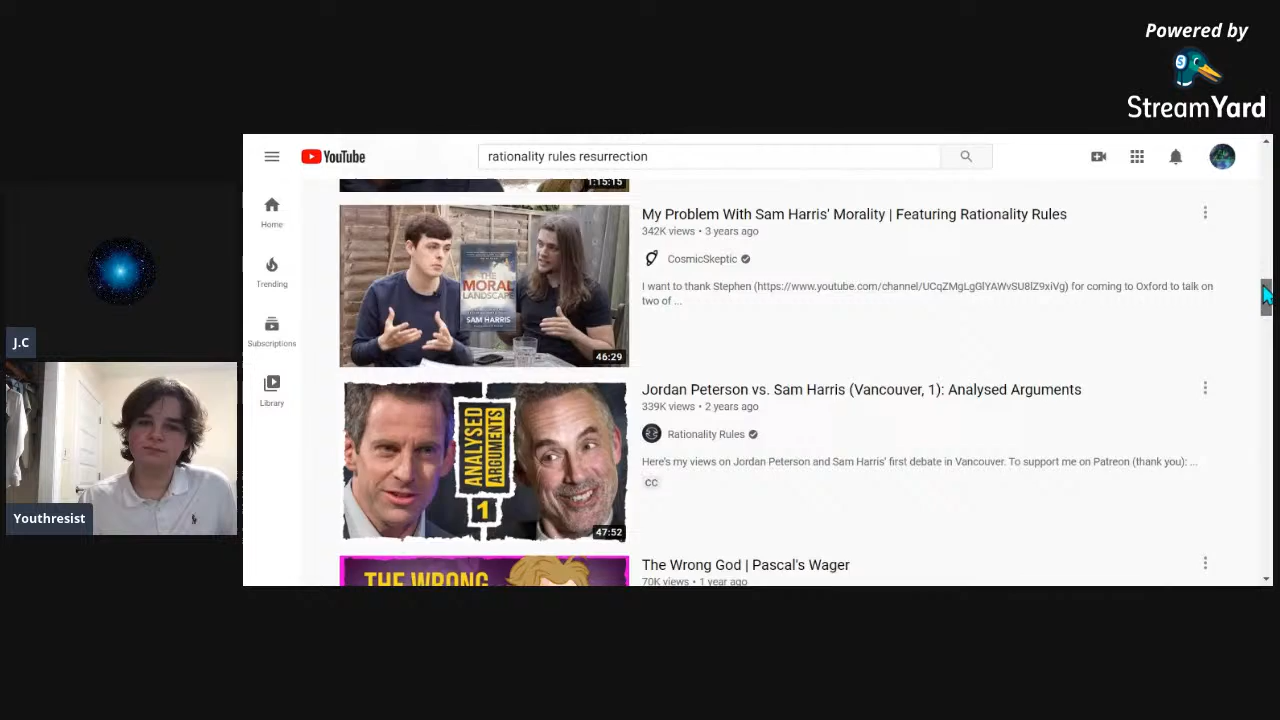 Powered by
StreamYard
YouTube
rationality rules resurrection
1:15:15
Home
Trending
Subscriptions
Library
THE
MORAL
LANDSCAPE
SAM HARRIS
46:29
My Problem With Sam Harris' Morality | Featuring Rationality Rules
342K views • 3 years ago
CosmicSkeptic
I want to thank Stephen (https://www.youtube.com/channel/UCqZMgLgGlYAWvSU8lZ9xiVg) for coming to Oxford to talk on
two of ...
ANALYSED
ARGUMENTS
1
47:52
Jordan Peterson vs. Sam Harris (Vancouver, 1): Analysed Arguments
339K views • 2 years ago
Rationality Rules
Here's my views on Jordan Peterson and Sam Harris' first debate in Vancouver. To support me on Patreon (thank you): ...
CC
THE WRONG
The Wrong God | Pascal's Wager
70K views • 1 year ago
J.C
Youthresist